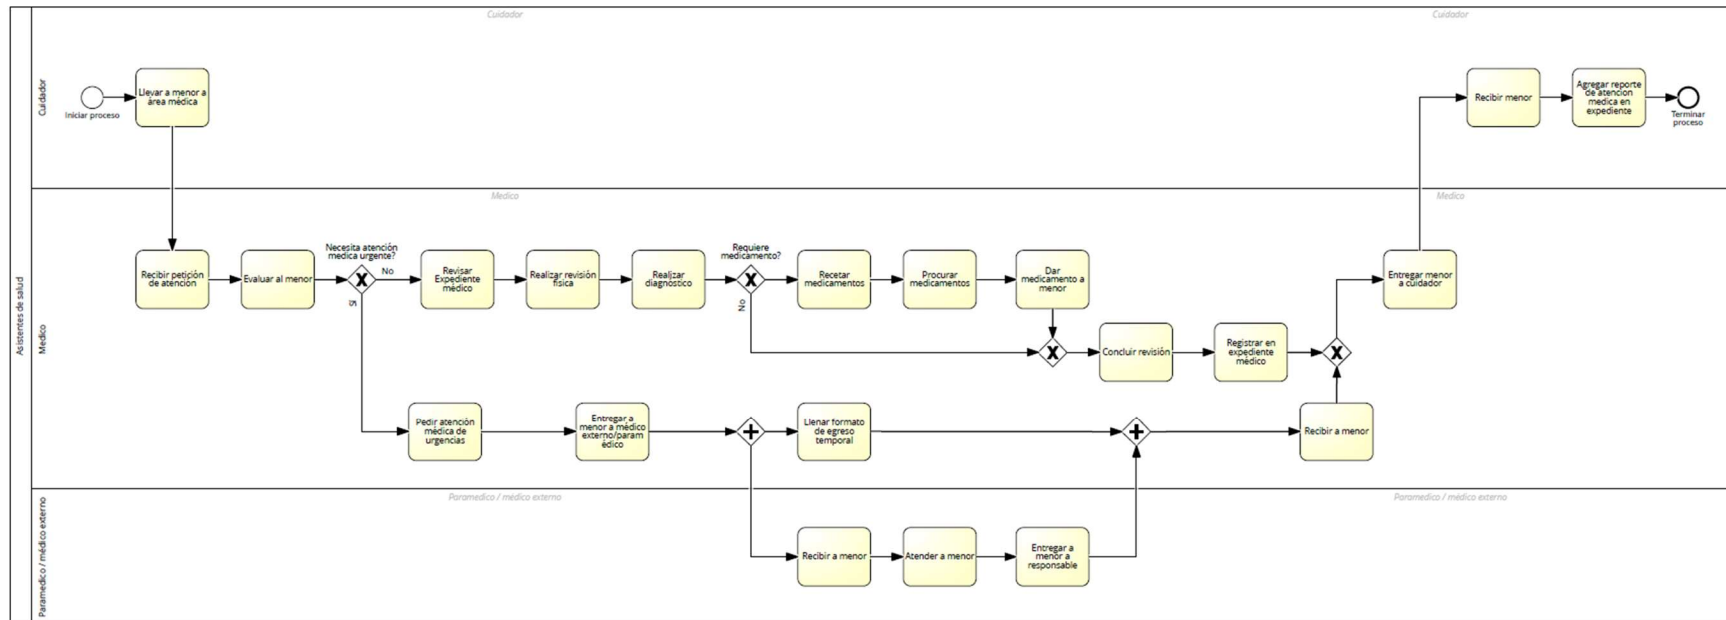 Cuidador
Cuidador
Asistentes de salud
Cuidador
Iniciar proceso
Llevar a menor a
área médica
Recibir menor
Agregar reporte
de atencion
medica en
expediente
Terminar
proceso
Medico
Medico
Medico
Recibir petición
de atención
Evaluar al menor
Necesita atención
medica urgente?
No
Si
Revisar
Expediente
médico
Realizar revisión
fisica
Realizar
diagnóstico
Requiere
medicamento?
No
Recetar
medicamentos
Procurar
medicamentos
Dar
medicamento a
menor
Concluir revisión
Registrar en
expediente
médico
Entregar menor
a cuidador
Pedir atención
médica de
urgencias
Entregar a
menor a médico
externo/param
édico
Llenar formato
de egreso
temporal
Recibir a menor
Paramedico / médico externo
Paramedico / médico externo
Paramedico / médico externo
Recibir a menor
Atender a menor
Entregar a
menor a
responsable